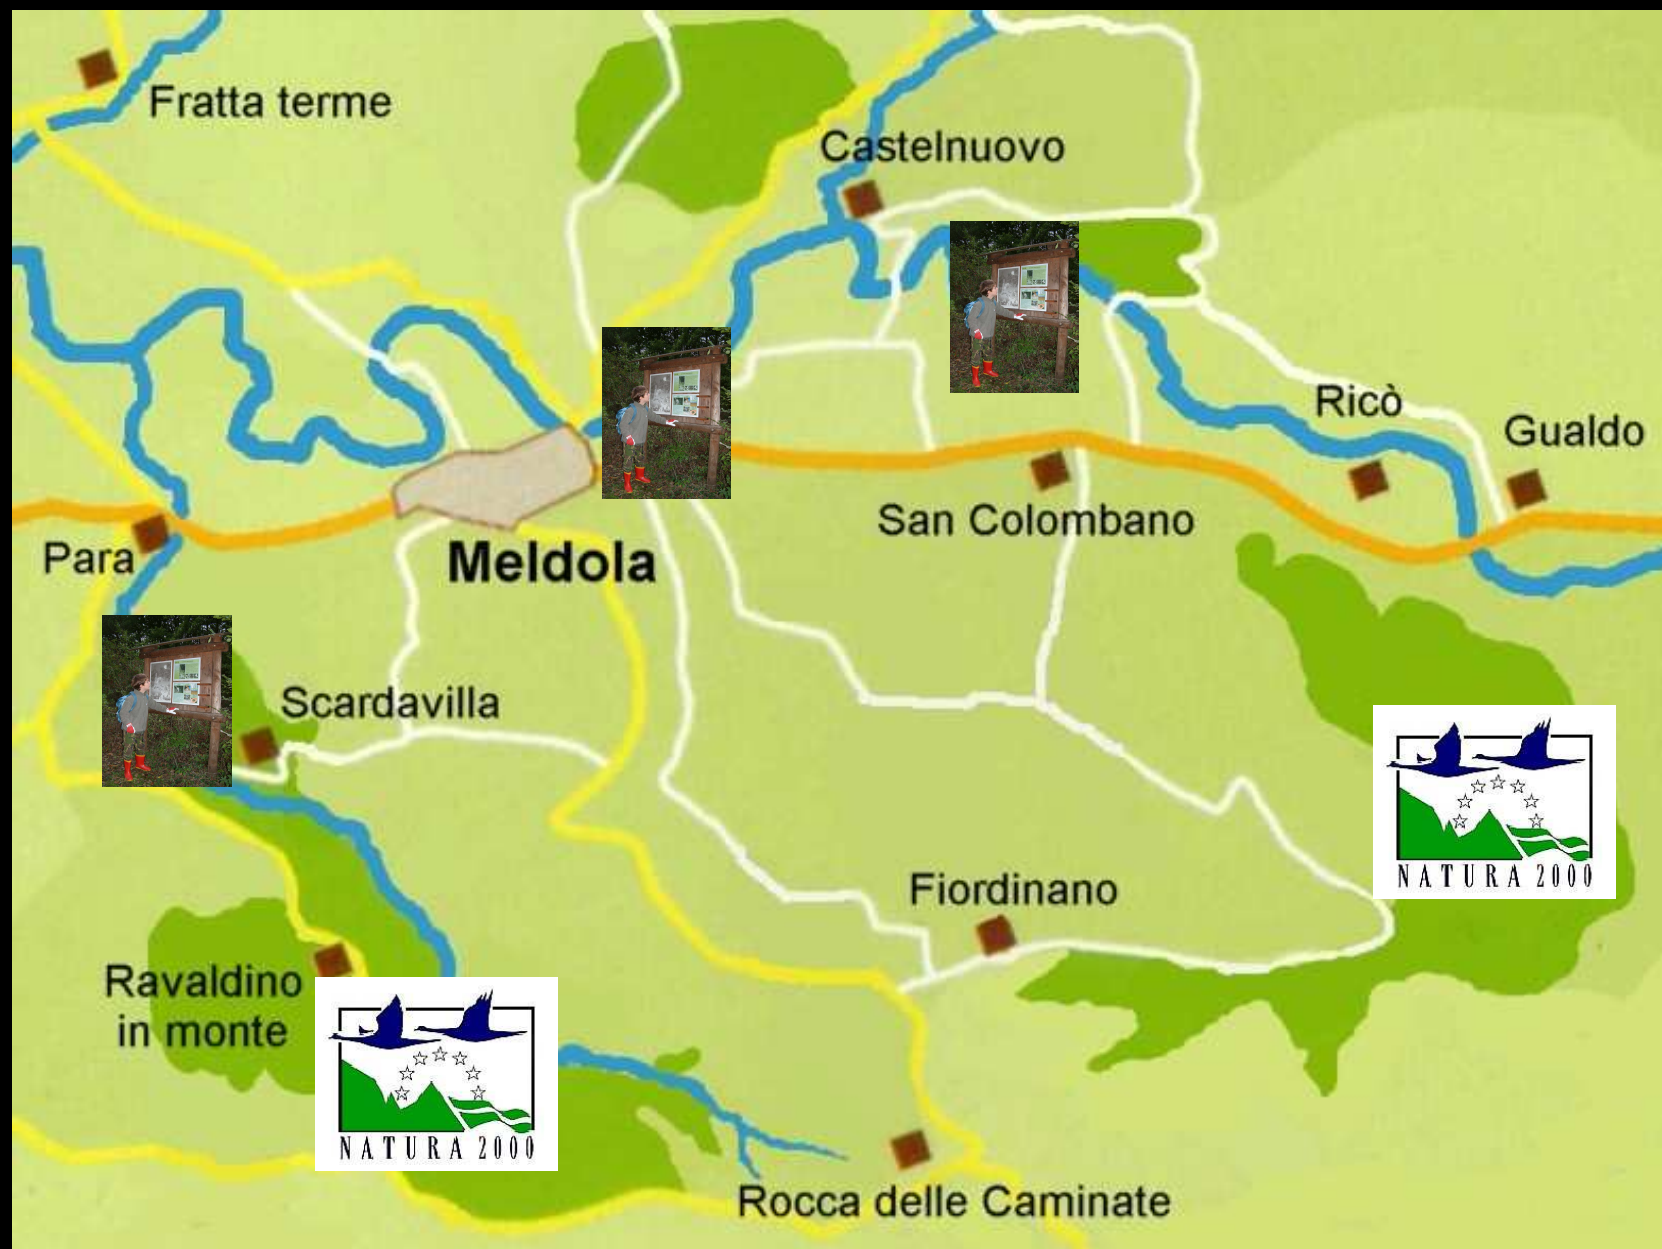 Fratta terme
Castelnuovo
Ricò
Gualdo
San Colombano
Para
Meldola
Scardavilla
NATURA 2000
Fiordinano
Ravaldino
in monte
NATURA 2000
Rocca delle Caminate